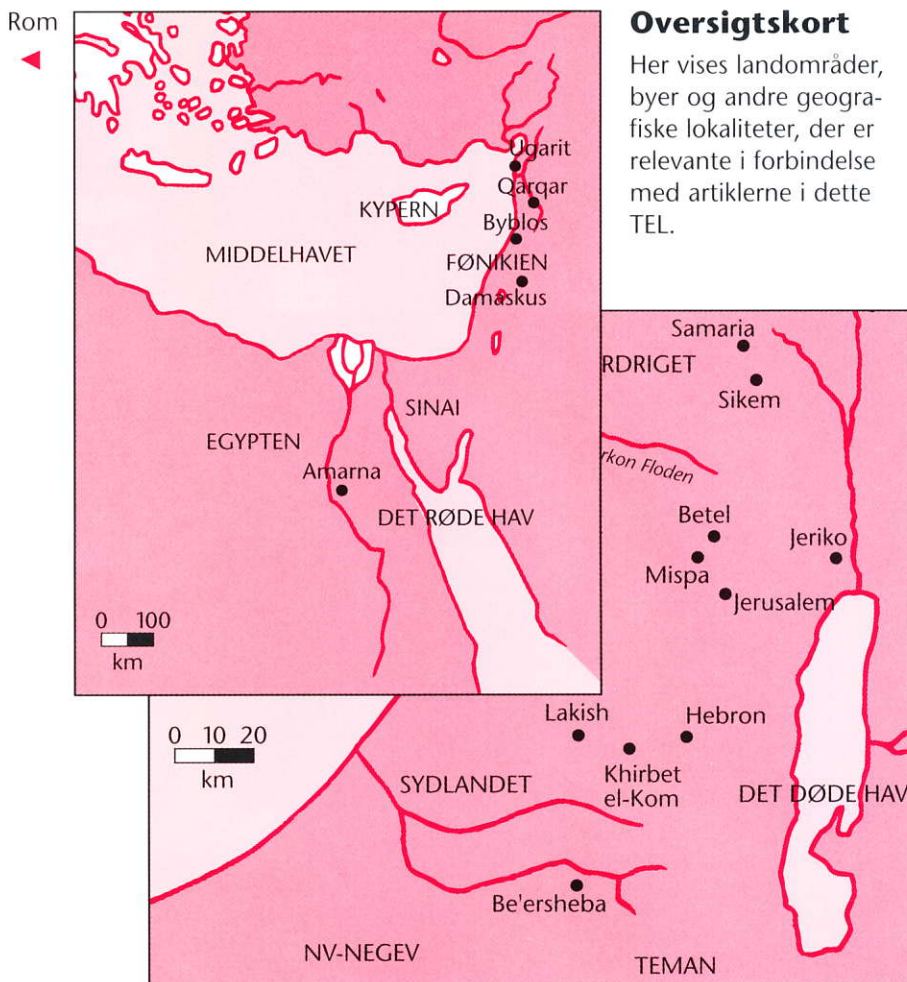 Rom
Oversigtskort
Her vises landområder,
byer og andre geogra-
fiske lokaliteter, der er
relevante i forbindelse
med artiklerne i dette
TEL.
Ugarit
Qarqar
KYPERN
Byblos
MIDDELHAVET
FØNIKIEN
Damaskus
SINAI
EGYPTEN
Amarna
DET RØDE HAV
0 100
km
Samaria
RDRIGET
Sikem
rkon Floden
Betel
Jeriko
Mispa
Jerusalem
Lakish
Hebron
0 10 20
km
Khirbet
el-Kom
SYDLANDET
DET DØDE HAV
Be'ersheba
NV-NEGEV
TEMAN